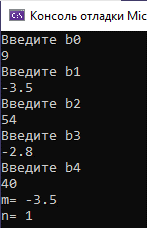 Консоль отладки Mic
Введите b0
9
Введите b1
-3.5
Введите b2
54
Введите b3
-2.8
Введите b4
40
m= -3.5
n= 1